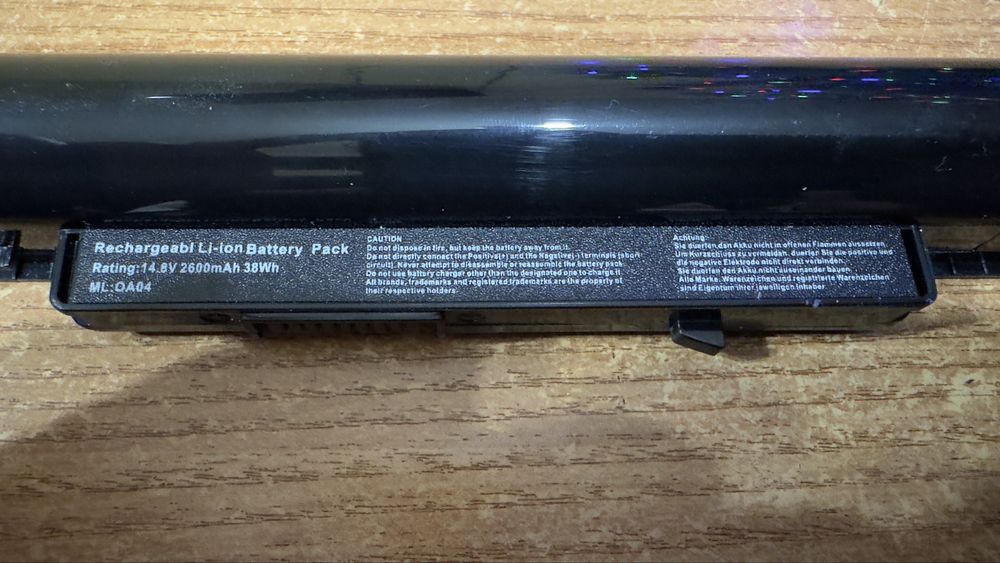 Rechargeabl Li-ion Battery Pack
Rating:14.8V 2600mAh 38Wh
ML:OA04
CAUTION
Do not dispose in fire, but keep the battery away from it.
Do not directly connect the Positive(+) and the Negative(-) terminals (short
circuit). Never attempt to disessemble or reassemble the battery pack.
Do not use battery charger other than the designated one to charge it.
All brands, trademarks and registered trademarks are the property of
their respective holders.
Achtung:
Sie duerfen den Akku nicht in offenen Flammen aussetzen.
Um Kurzschluss zu vermeiden, duerfen Sie die positive und
die negative Elektrode nicht direkt verbinden.
Sie duerfen des Akku nicht auseinander bauen.
Alle Marke, Warenzeichen und registrierte Warenzeichen
sind Eigentum ihrer jeweiligen Inhaber.